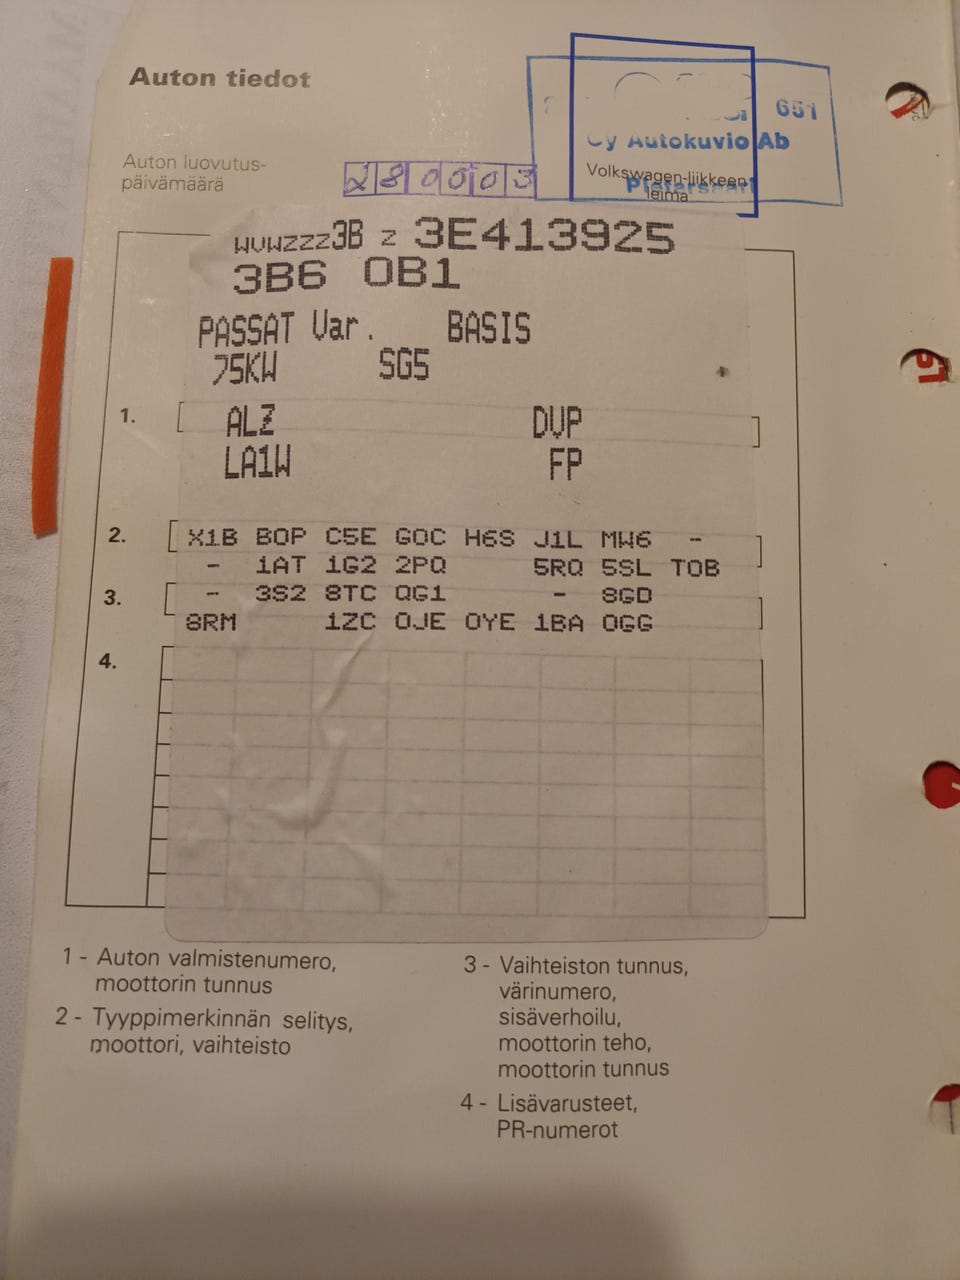 Auton tiedot
651
Oy Autokuvio Ab
Volkswagen-liikkeen
leima
Auton luovutus-
päivämäärä
280503
WVWZZZ3B Z 3E413925
3B6 0B1
PASSAT Var. BASIS
75KW SG5
1. ALZ DUP
LA1W FP
2. X1B B0P C5E G0C H6S J1L MW6 -
- 1AT 1G2 2PQ 5RQ 5SL T0B
3. - 3S2 8TC QG1 - 8GD
8RM 1ZC 0JE 0YE 1BA 0GG
4.
1 - Auton valmistenumero,
moottorin tunnus
2 - Tyyppimerkinnän selitys,
moottori, vaihteisto
3 - Vaihteiston tunnus,
värinumero,
sisäverhoilu,
moottorin teho,
moottorin tunnus
4 - Lisävarusteet,
PR-numerot